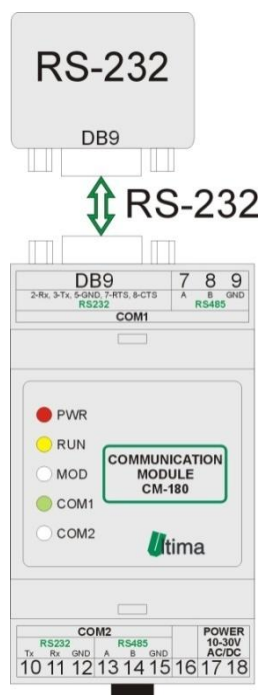 RS-232
DB9
RS-232
DB9 7 8 9
2-Rx, 3-Tx, 5-GND, 7-RTS, 8-CTS A B GND
RS232 RS485
COM1
PWR
RUN
MOD
COM1
COM2
COMMUNICATION
MODULE
CM-180
Ultima
COM2 POWER
RS232 RS485 10-30V
Tx Rx GND A B GND AC/DC
10 11 12 13 14 15 16 17 18